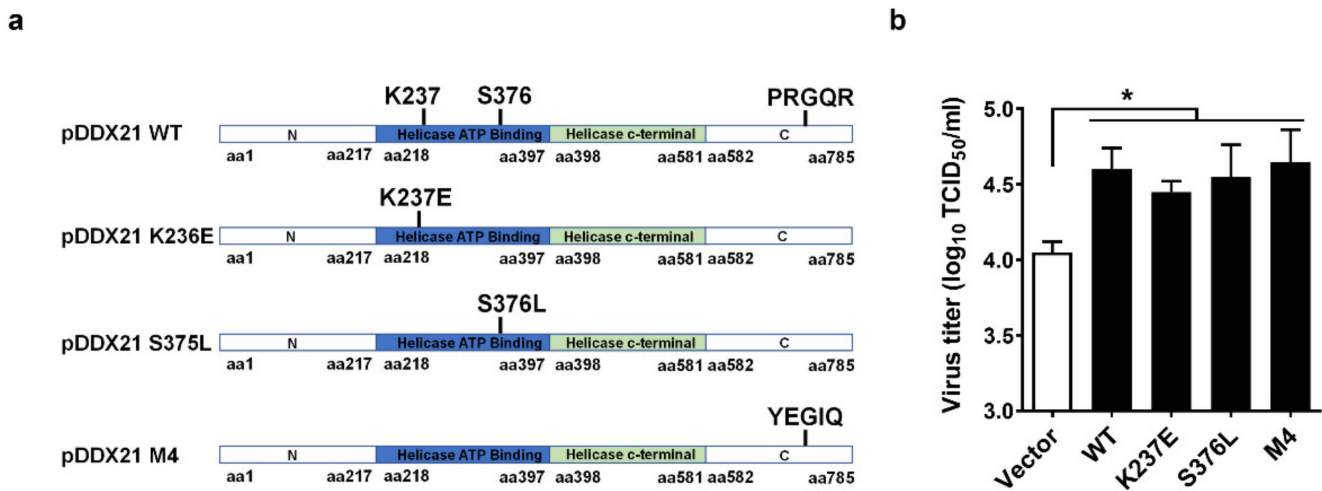 a
K237 S376 PRGQR
pDDX21 WT N Helicase ATP Binding Helicase c-terminal C
aa1 aa217 aa218 aa397 aa398 aa581 aa582 aa785
K237E
pDDX21 K236E N Helicase ATP Binding Helicase c-terminal C
aa1 aa217 aa218 aa397 aa398 aa581 aa582 aa785
S376L
pDDX21 S375L N Helicase ATP Binding Helicase c-terminal C
aa1 aa217 aa218 aa397 aa398 aa581 aa582 aa785
YEGIQ
pDDX21 M4 N Helicase ATP Binding Helicase c-terminal C
aa1 aa217 aa218 aa397 aa398 aa581 aa582 aa785
b
Virus titer (log₁₀ TCID₅₀/ml)
5.0
4.5
4.0
3.5
3.0
*
Vector
WT
K237E
S376L
M4